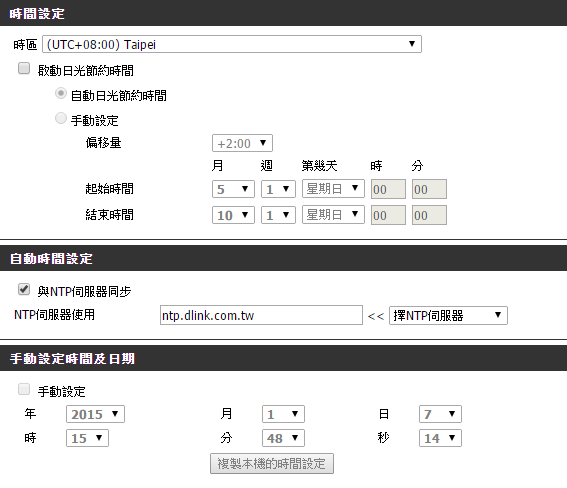 時間設定
時區 (UTC+08:00) Taipei
啟動日光節約時間
自動日光節約時間
手動設定
偏移量 +2:00
月 週 第幾天 時 分
起始時間 5 1 星期日 00 00
結束時間 10 1 星期日 00 00
自動時間設定
與NTP伺服器同步
NTP伺服器使用 ntp.dlink.com.tw << 擇NTP伺服器
手動設定時間及日期
手動設定
年 2015 月 1 日 7
時 15 分 48 秒 14
複製本機的時間設定